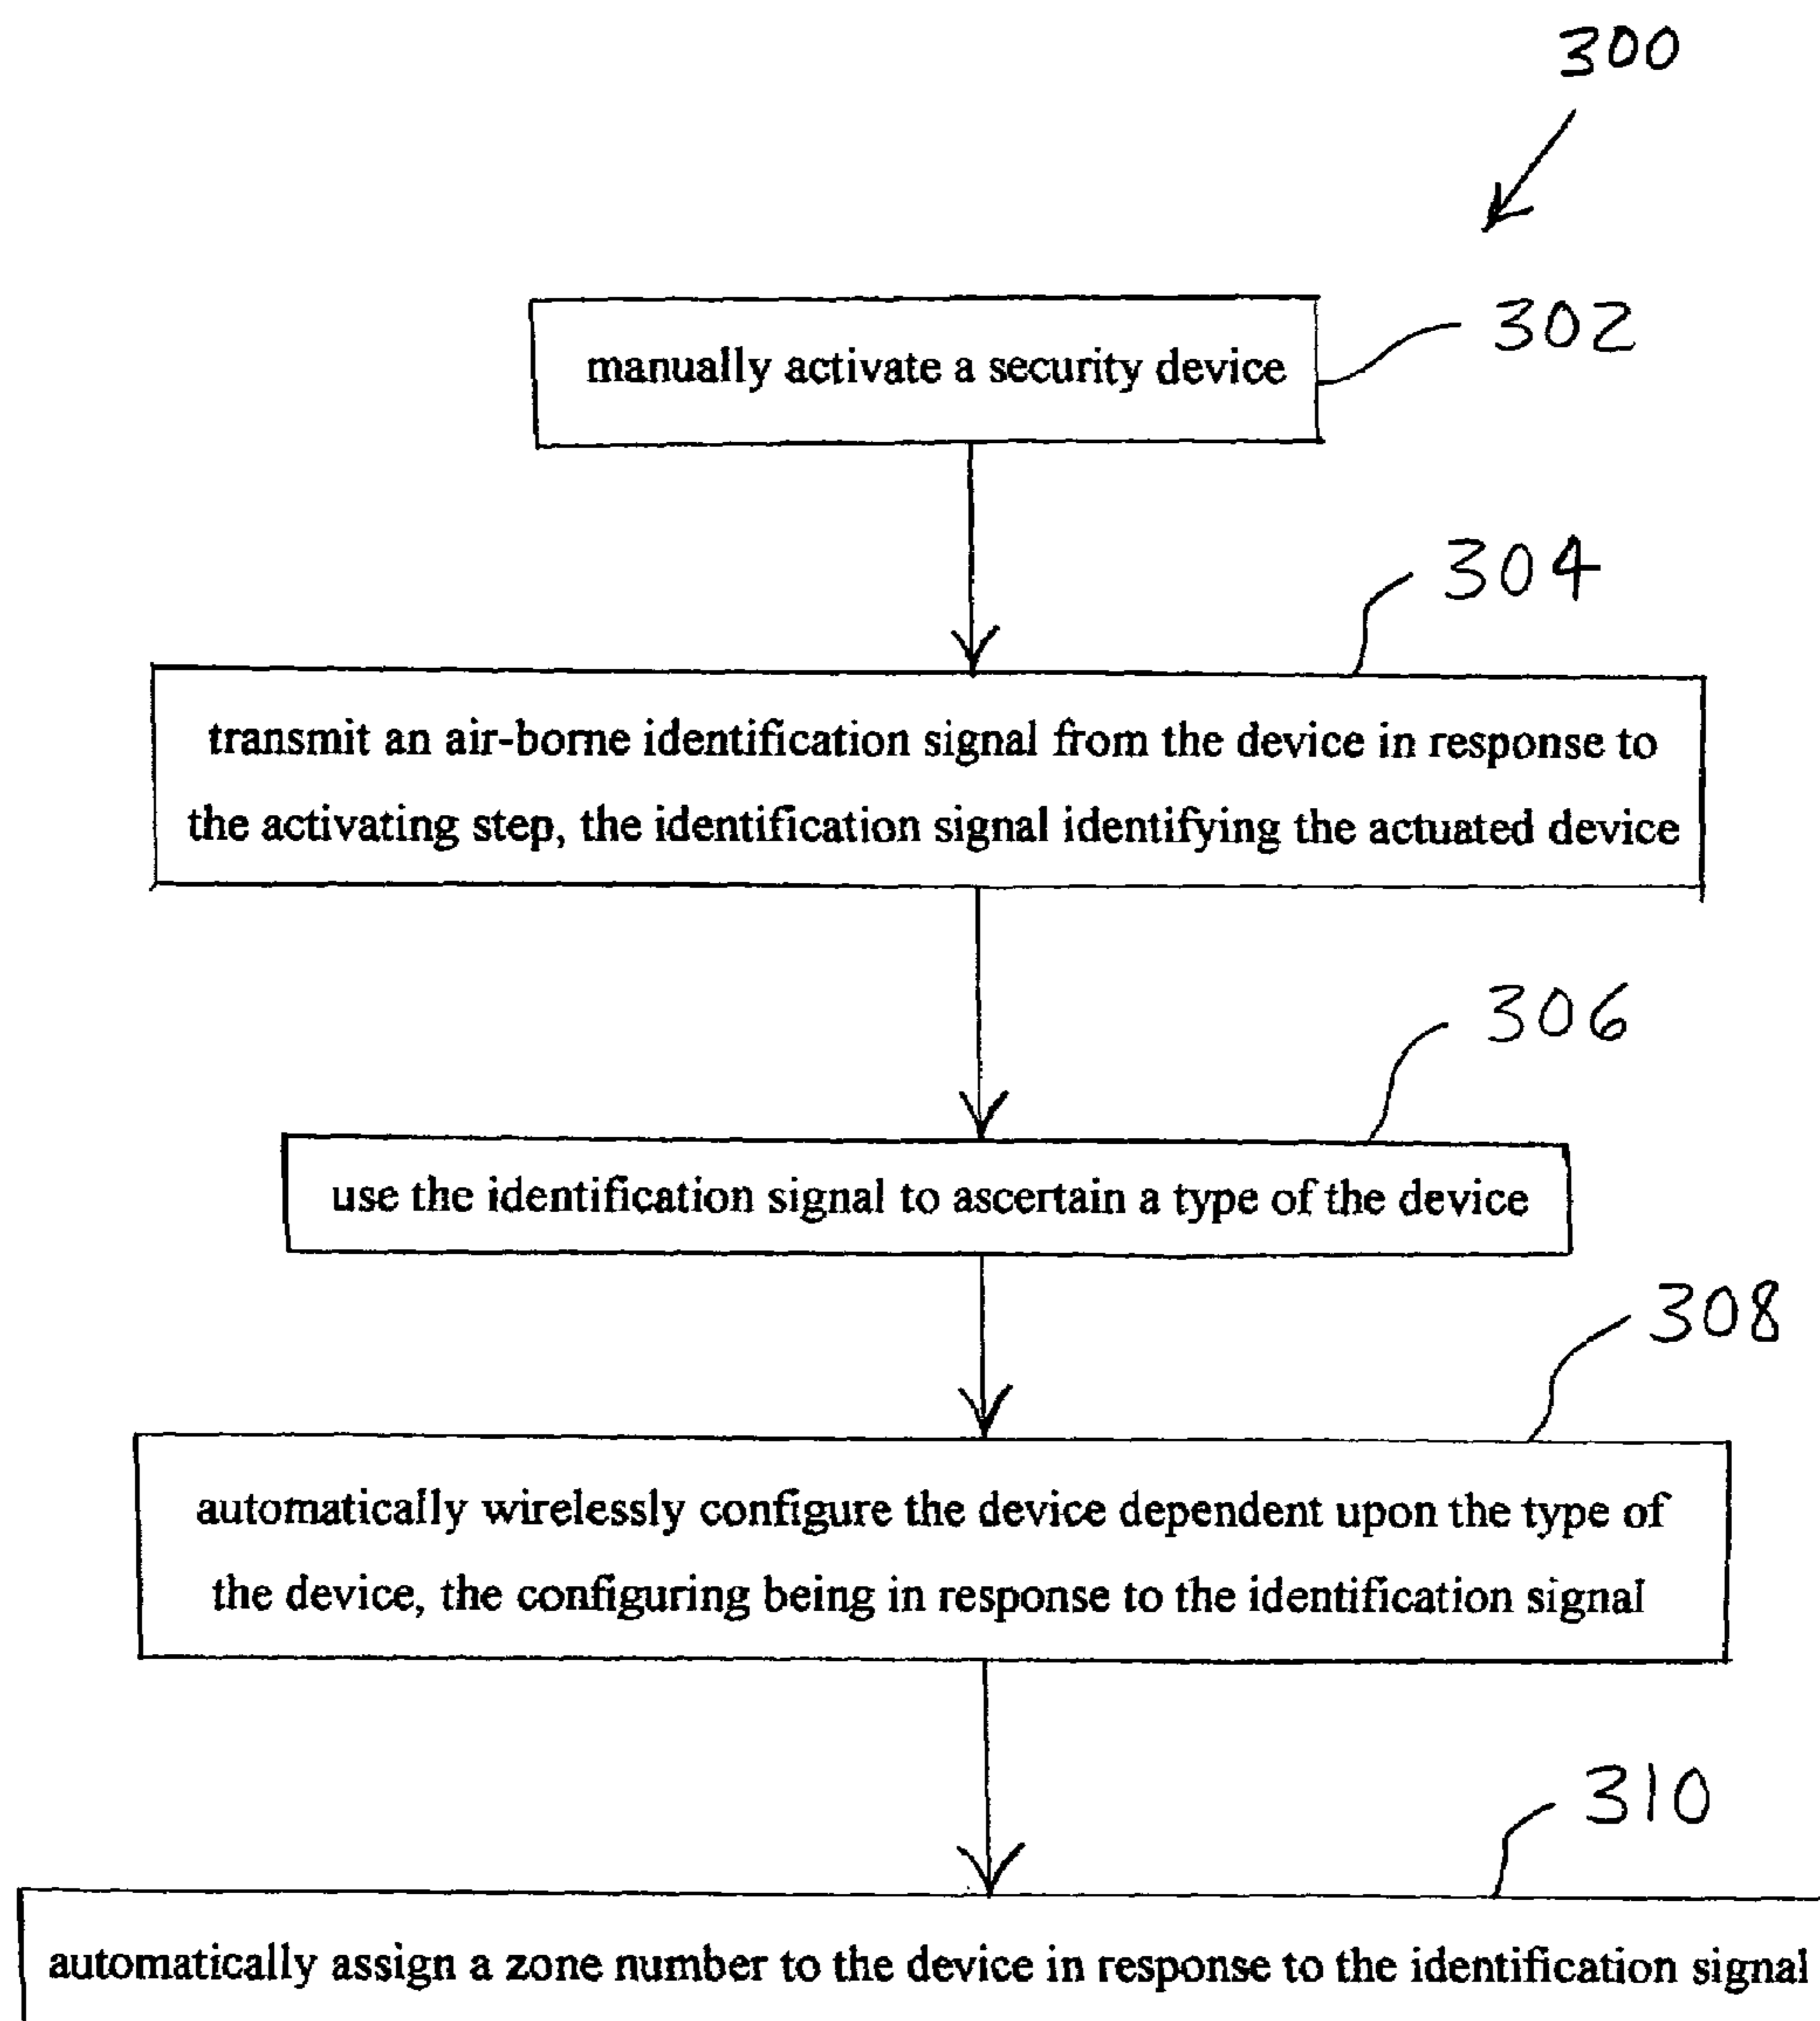 300
manually activate a security device
302
304
transmit an air-borne identification signal from the device in response to
the activating step, the identification signal identifying the actuated device
306
use the identification signal to ascertain a type of the device
308
automatically wirelessly configure the device dependent upon the type of
the device, the configuring being in response to the identification signal
310
automatically assign a zone number to the device in response to the identification signal